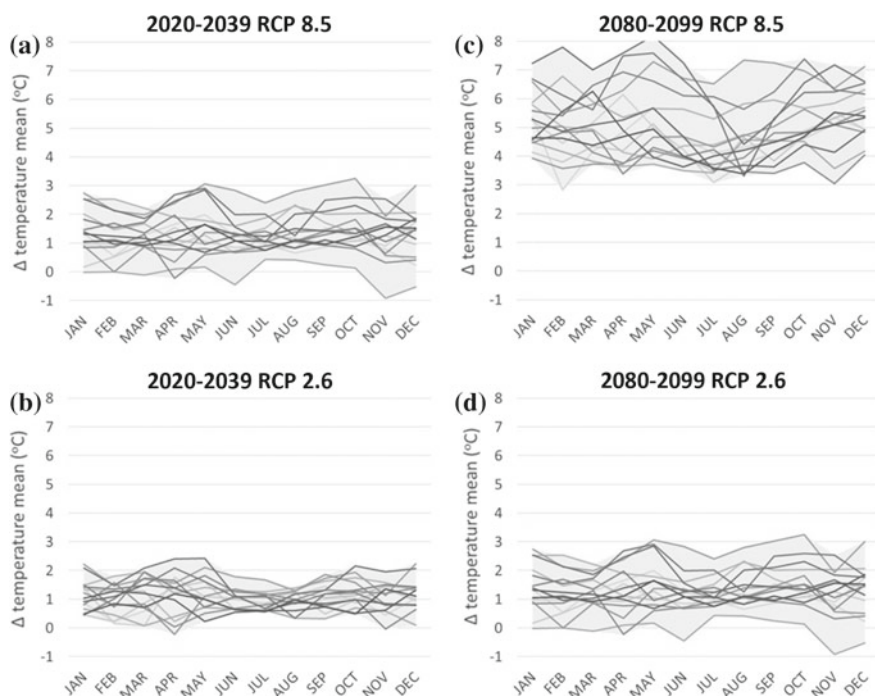 (a)
2020-2039 RCP 8.5
Δ temperature mean (°C)
8
7
6
5
4
3
2
1
0
-1
JAN
FEB
MAR
APR
MAY
JUN
JUL
AUG
SEP
OCT
NOV
DEC
(c)
2080-2099 RCP 8.5
Δ temperature mean (°C)
8
7
6
5
4
3
2
1
0
-1
JAN
FEB
MAR
APR
MAY
JUN
JUL
AUG
SEP
OCT
NOV
DEC
(b)
2020-2039 RCP 2.6
Δ temperature mean (°C)
8
7
6
5
4
3
2
1
0
-1
JAN
FEB
MAR
APR
MAY
JUN
JUL
AUG
SEP
OCT
NOV
DEC
(d)
2080-2099 RCP 2.6
Δ temperature mean (°C)
8
7
6
5
4
3
2
1
0
-1
JAN
FEB
MAR
APR
MAY
JUN
JUL
AUG
SEP
OCT
NOV
DEC